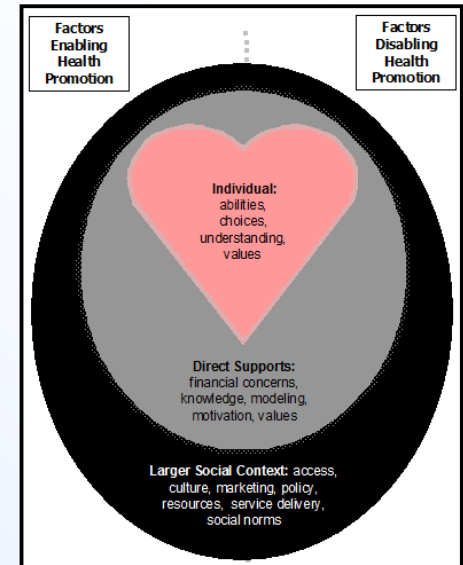 Factors
Enabling
Health
Promotion
Factors
Disabling
Health
Promotion
Individual:
abilities,
choices,
understanding,
values
Direct Supports:
financial concerns,
knowledge, modeling,
motivation, values
Larger Social Context: access,
culture, marketing, policy,
resources, service delivery,
social norms